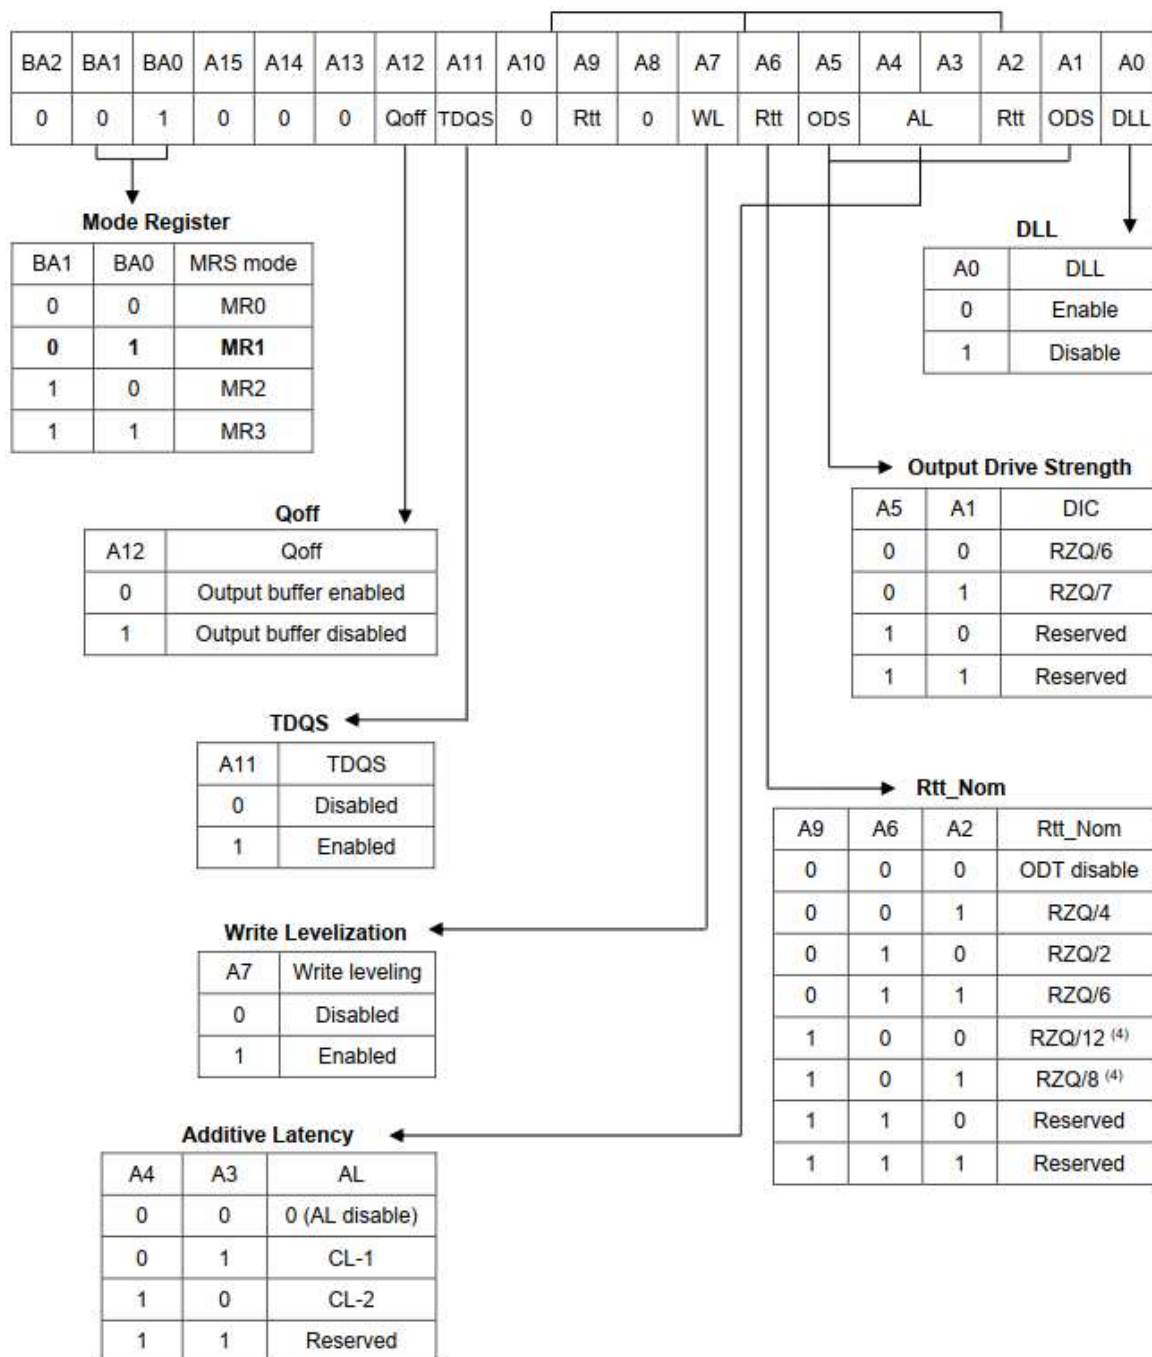 BA2 BA1 BA0 A15 A14 A13 A12 A11 A10 A9 A8 A7 A6 A5 A4 A3 A2 A1 A0
0 0 1 0 0 0 Qoff TDQS 0 Rtt 0 WL Rtt ODS AL Rtt ODS DLL
Mode Register
BA1 BA0 MRS mode
0 0 MR0
0 1 MR1
1 0 MR2
1 1 MR3
DLL
A0 DLL
0 Enable
1 Disable
Output Drive Strength
A5 A1 DIC
0 0 RZQ/6
0 1 RZQ/7
1 0 Reserved
1 1 Reserved
Qoff
A12 Qoff
0 Output buffer enabled
1 Output buffer disabled
TDQS
A11 TDQS
0 Disabled
1 Enabled
Rtt_Nom
A9 A6 A2 Rtt_Nom
0 0 0 ODT disable
0 0 1 RZQ/4
0 1 0 RZQ/2
0 1 1 RZQ/6
1 0 0 RZQ/12 (4)
1 0 1 RZQ/8 (4)
1 1 0 Reserved
1 1 1 Reserved
Write Levelization
A7 Write leveling
0 Disabled
1 Enabled
Additive Latency
A4 A3 AL
0 0 0 (AL disable)
0 1 CL-1
1 0 CL-2
1 1 Reserved